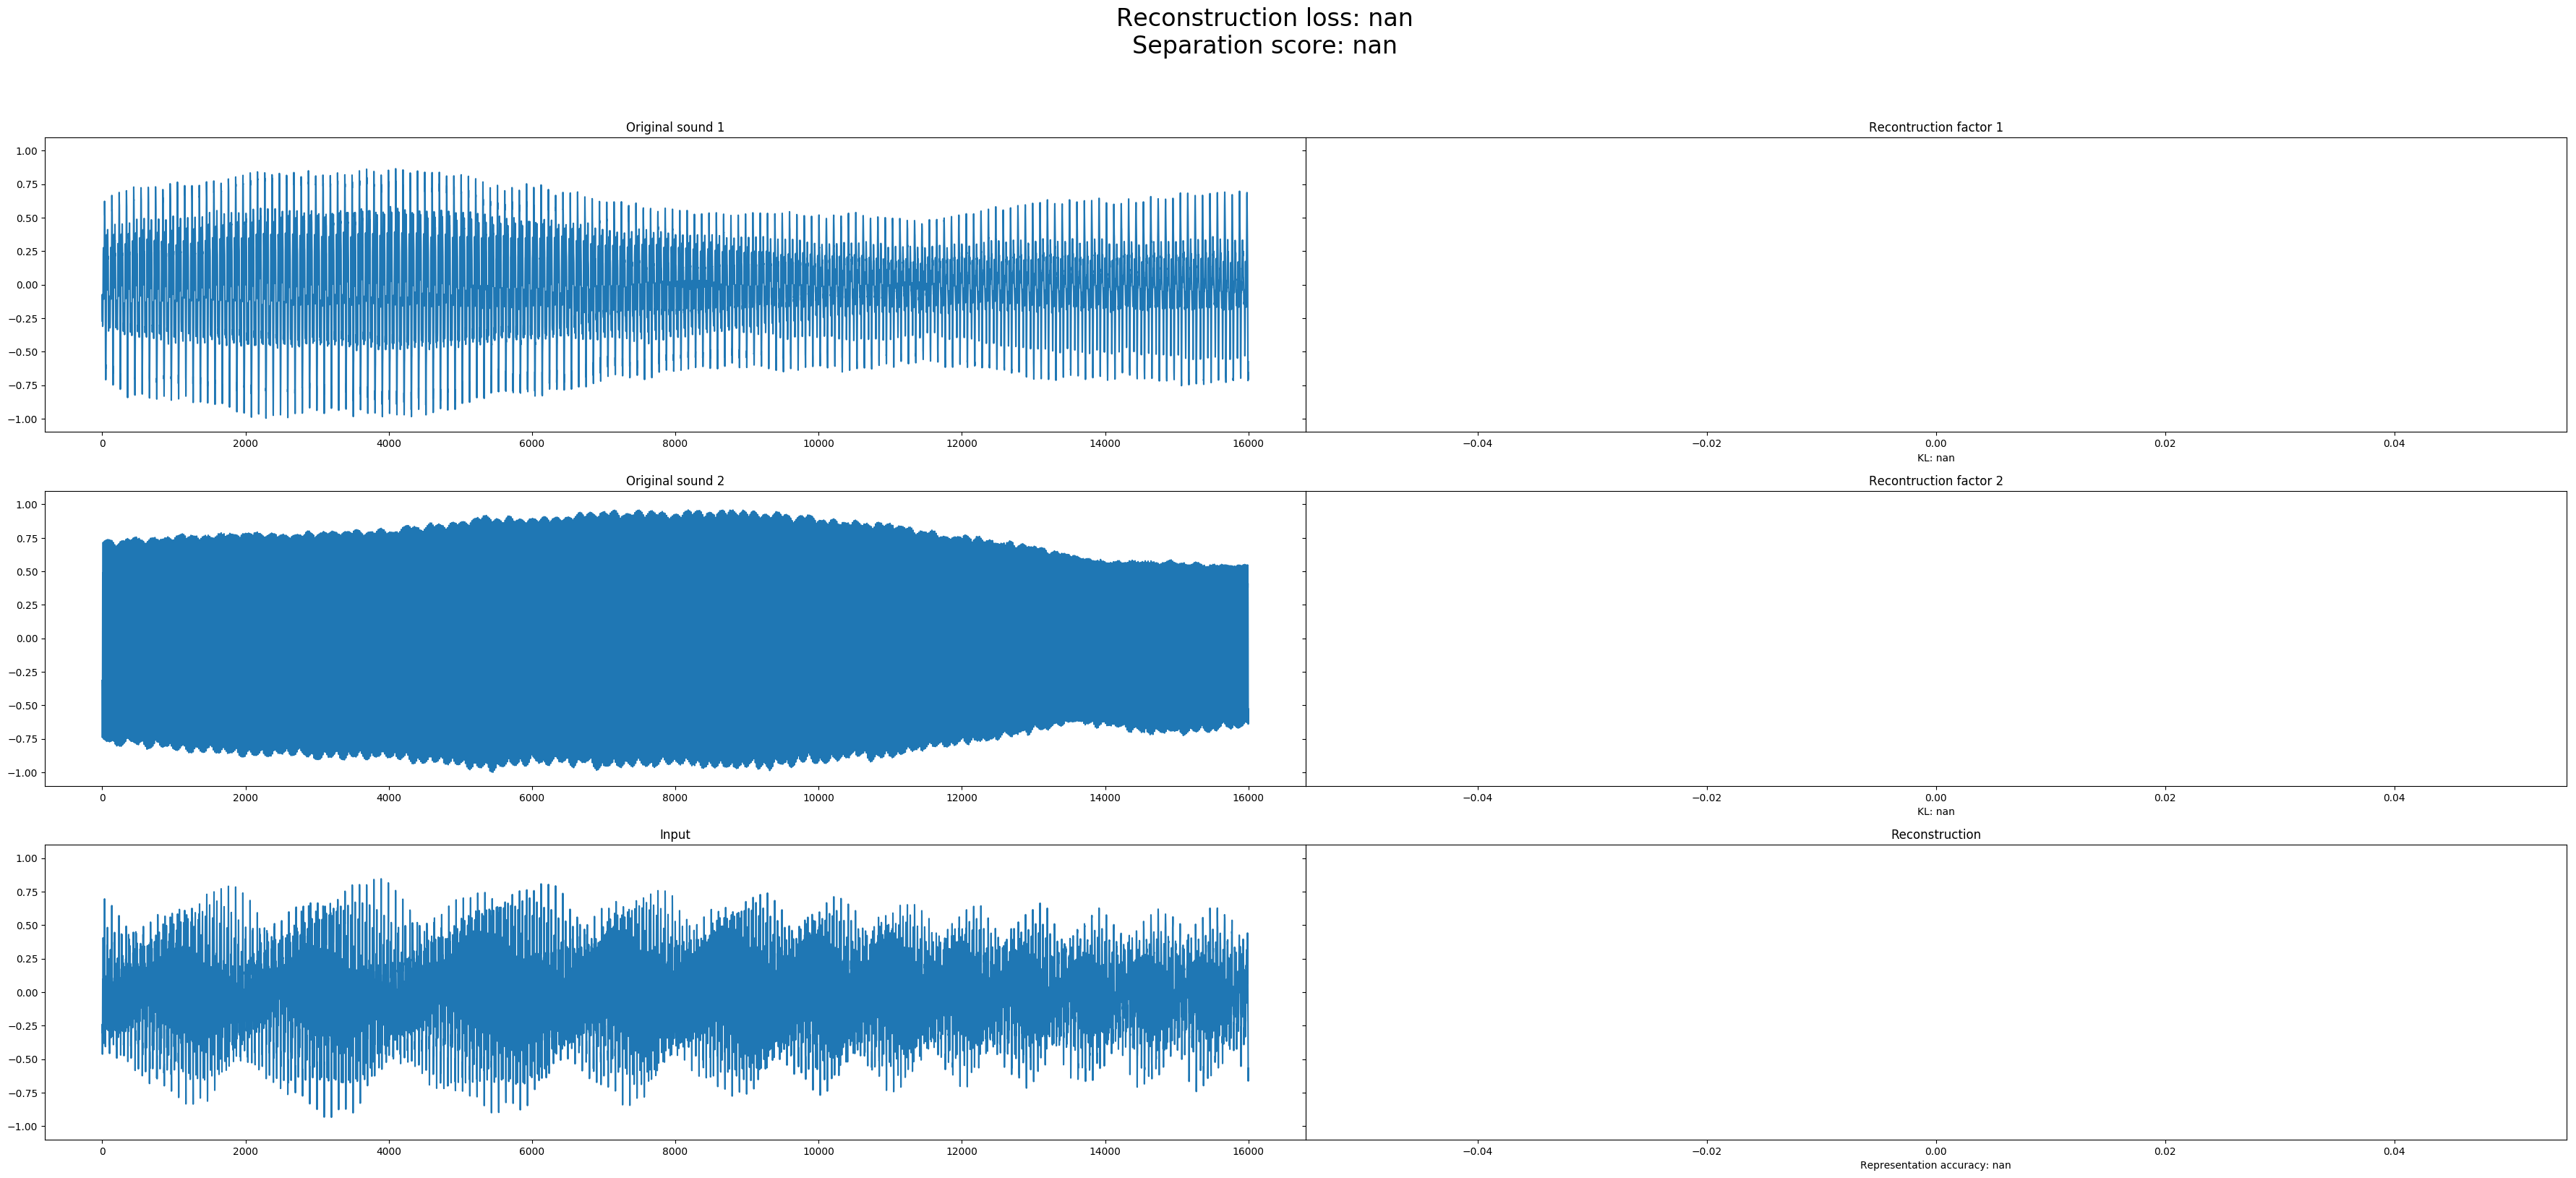 Reconstruction loss: nan
Separation score: nan
Original sound 1
Recontruction factor 1
1.00
0.75
0.50
0.25
0.00
−0.25
−0.50
−0.75
−1.00
0 2000 4000 6000 8000 10000 12000 14000 16000
−0.04 −0.02 0.00 0.02 0.04
KL: nan
Original sound 2
Recontruction factor 2
1.00
0.75
0.50
0.25
0.00
−0.25
−0.50
−0.75
−1.00
0 2000 4000 6000 8000 10000 12000 14000 16000
−0.04 −0.02 0.00 0.02 0.04
KL: nan
Input
Reconstruction
1.00
0.75
0.50
0.25
0.00
−0.25
−0.50
−0.75
−1.00
0 2000 4000 6000 8000 10000 12000 14000 16000
−0.04 −0.02 0.00 0.02 0.04
Representation accuracy: nan